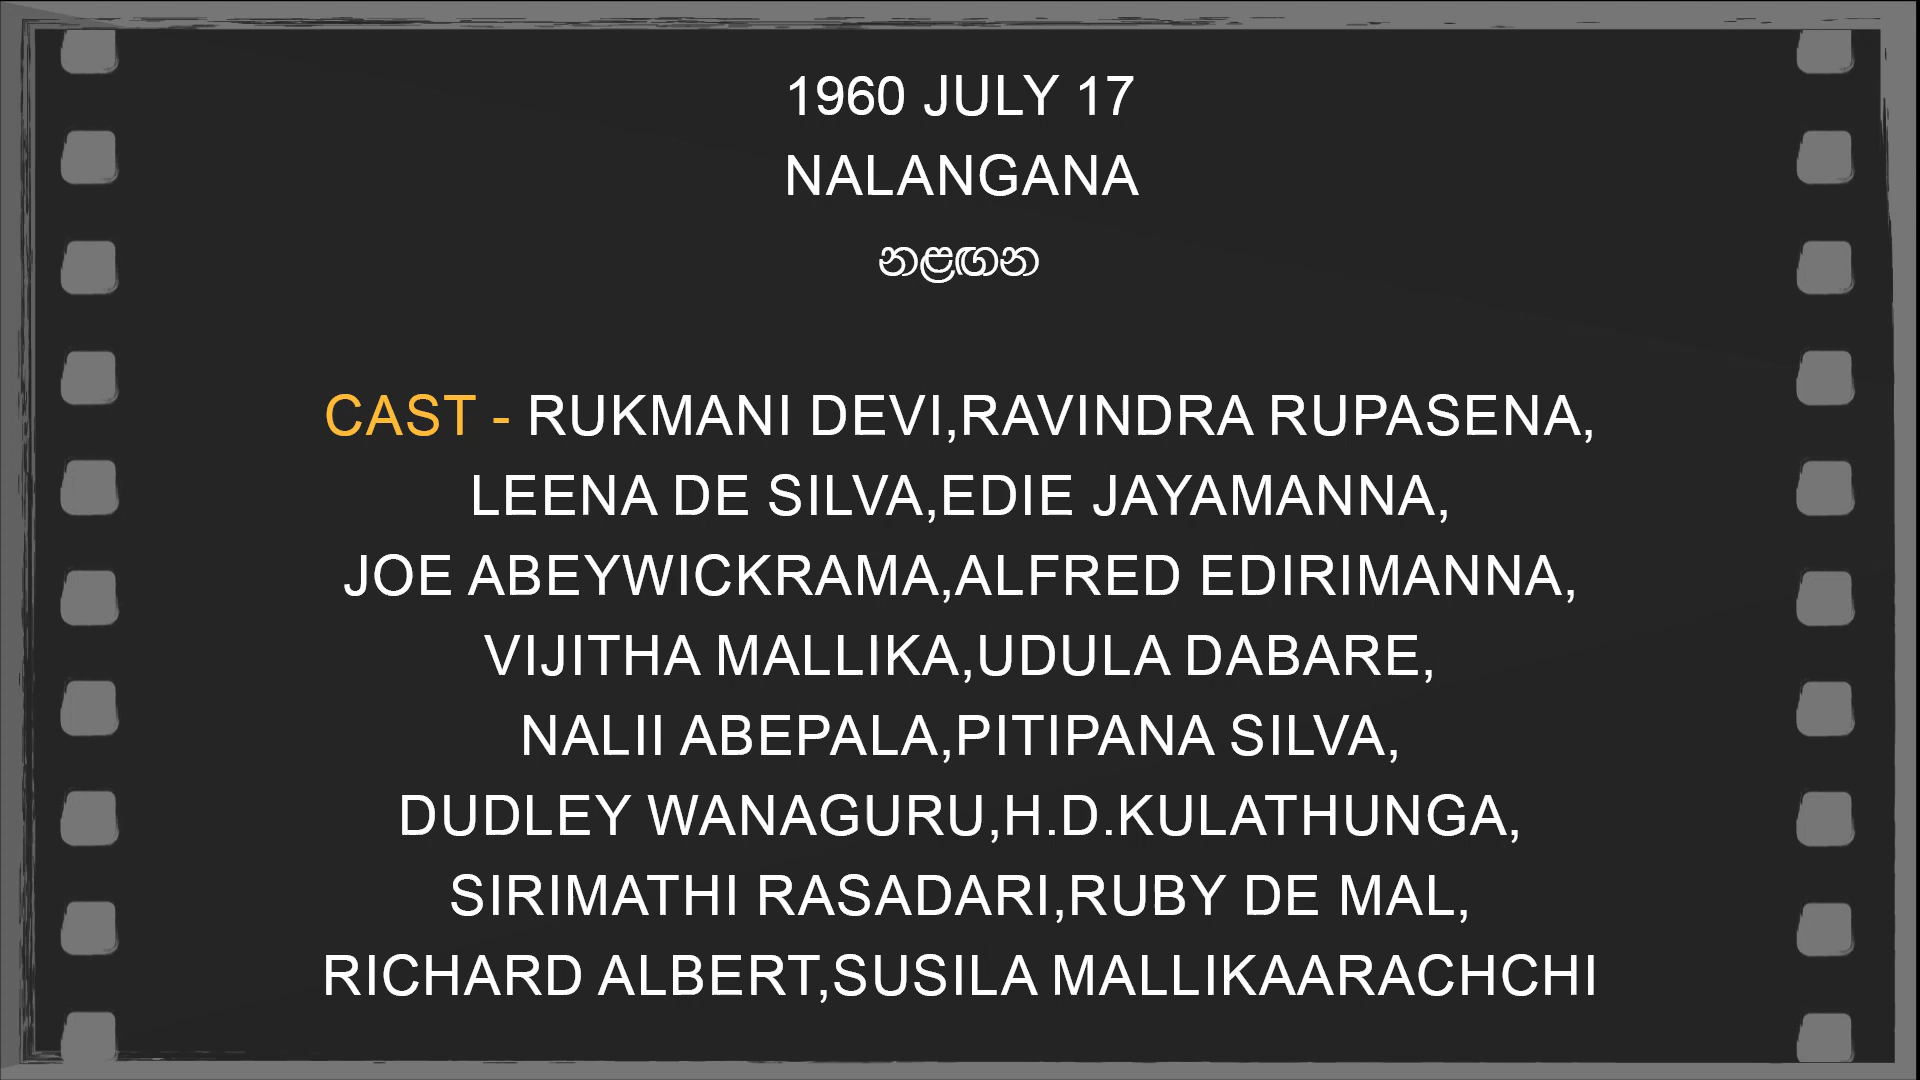 1960 JULY 17
NALANGANA
නළඟන
CAST - RUKMANI DEVI,RAVINDRA RUPASENA,
LEENA DE SILVA,EDIE JAYAMANNA,
JOE ABEYWICKRAMA,ALFRED EDIRIMANNA,
VIJITHA MALLIKA,UDULA DABARE,
NALII ABEPALA,PITIPANA SILVA,
DUDLEY WANAGURU,H.D.KULATHUNGA,
SIRIMATHI RASADARI,RUBY DE MAL,
RICHARD ALBERT,SUSILA MALLIKAARACHCHI